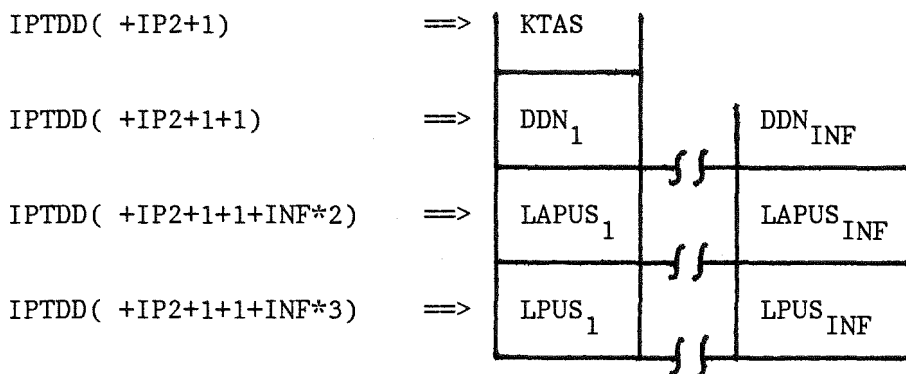 IPTDD( +IP2+1) ==> KTAS
IPTDD( +IP2+1+1) ==> DDN1 DDNINF
IPTDD( +IP2+1+1+INF*2) ==> LAPUS1 LAPUSINF
IPTDD( +IP2+1+1+INF*3) ==> LPUS1 LPUSINF